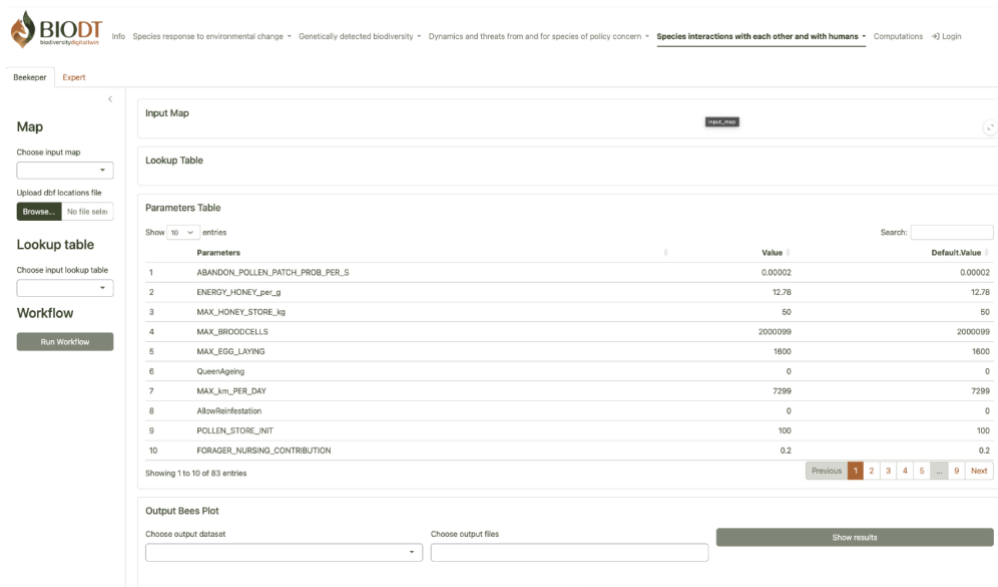 BIODT
biodiversitydigitaltwin
Info Species response to environmental change Genetically detected biodiversity Dynamics and threats from and for species of policy concern Species interactions with each other and with humans Computations Login
Beekeper Expert
Map
Choose input map
Upload dbf locations file
Browse... No file selec
Lookup table
Choose input lookup table
Workflow
Run Workflow
Input Map
input_map
Lookup Table
Parameters Table
Show 10 entries Search:
Parameters Value Default.Value
1 ABANDON_POLLEN_PATCH_PROB_PER_S 0.00002 0.00002
2 ENERGY_HONEY_per_g 12.78 12.78
3 MAX_HONEY_STORE_kg 50 50
4 MAX_BROODCELLS 2000099 2000099
5 MAX_EGG_LAYING 1600 1600
6 QueenAgeing 0 0
7 MAX_km_PER_DAY 7299 7299
8 AllowReinfestation 0 0
9 POLLEN_STORE_INIT 100 100
10 FORAGER_NURSING_CONTRIBUTION 0.2 0.2
Showing 1 to 10 of 83 entries Previous 1 2 3 4 5 ... 9 Next
Output Bees Plot
Choose output dataset Choose output files Show results